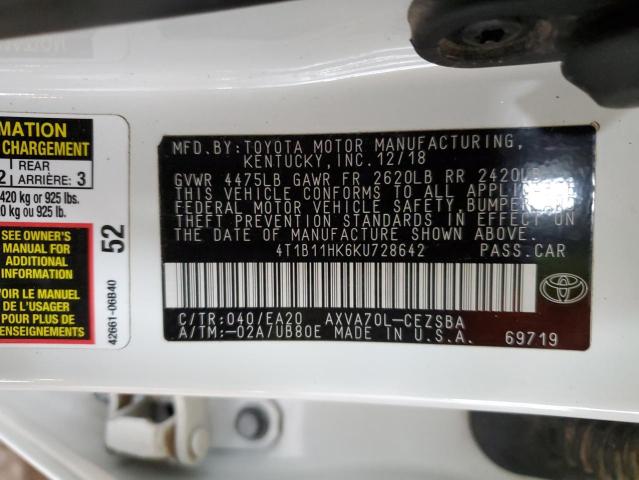 MATION
CHARGEMENT
REAR
2 ARRIÈRE: 3
420 kg or 925 lbs.
0 kg ou 925 lb.
SEE OWNER'S
MANUAL FOR
ADDITIONAL
INFORMATION
VOIR LE MANUEL
DE L'USAGER
POUR PLUS DE
RENSEIGNEMENTS
52
42661-06B40
MFD.BY: TOYOTA MOTOR MANUFACTURING,
KENTUCKY, INC. 12/18
GVWR 4475LB GAWR FR 2620LB RR 2420LB
THIS VEHICLE CONFORMS TO ALL
FEDERAL MOTOR VEHICLE SAFETY, BUMPER,
THEFT PREVENTION STANDARDS IN EFFECT ON
THE DATE OF MANUFACTURE SHOWN ABOVE.
4T1B11HK6KU728642 PASS.CAR
C/TR: 040/EA20 AXVA70L-CEZSBA
A/TM:-02A/UB80E MADE IN U.S.A. 69719